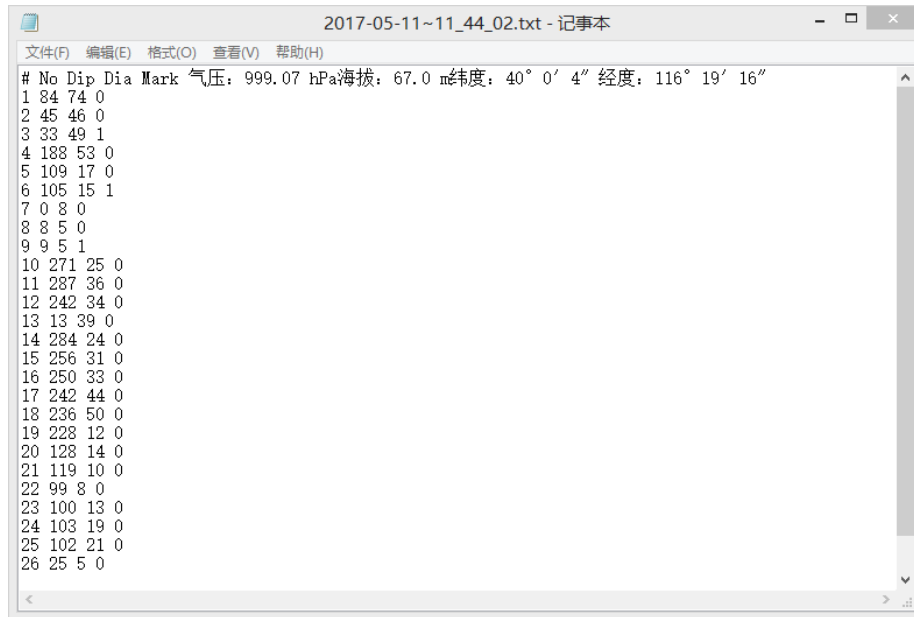 2017-05-11~11_44_02.txt - 记事本
文件(F) 编辑(E) 格式(O) 查看(V) 帮助(H)
# No Dip Dia Mark 气压：999.07 hPa海拔：67.0 m纬度：40°0′4″经度：116°19′16″
1 84 74 0
2 45 46 0
3 33 49 1
4 188 53 0
5 109 17 0
6 105 15 1
7 0 8 0
8 8 5 0
9 9 5 1
10 271 25 0
11 287 36 0
12 242 34 0
13 13 39 0
14 284 24 0
15 256 31 0
16 250 33 0
17 242 44 0
18 236 50 0
19 228 12 0
20 128 14 0
21 119 10 0
22 99 8 0
23 100 13 0
24 103 19 0
25 102 21 0
26 25 5 0